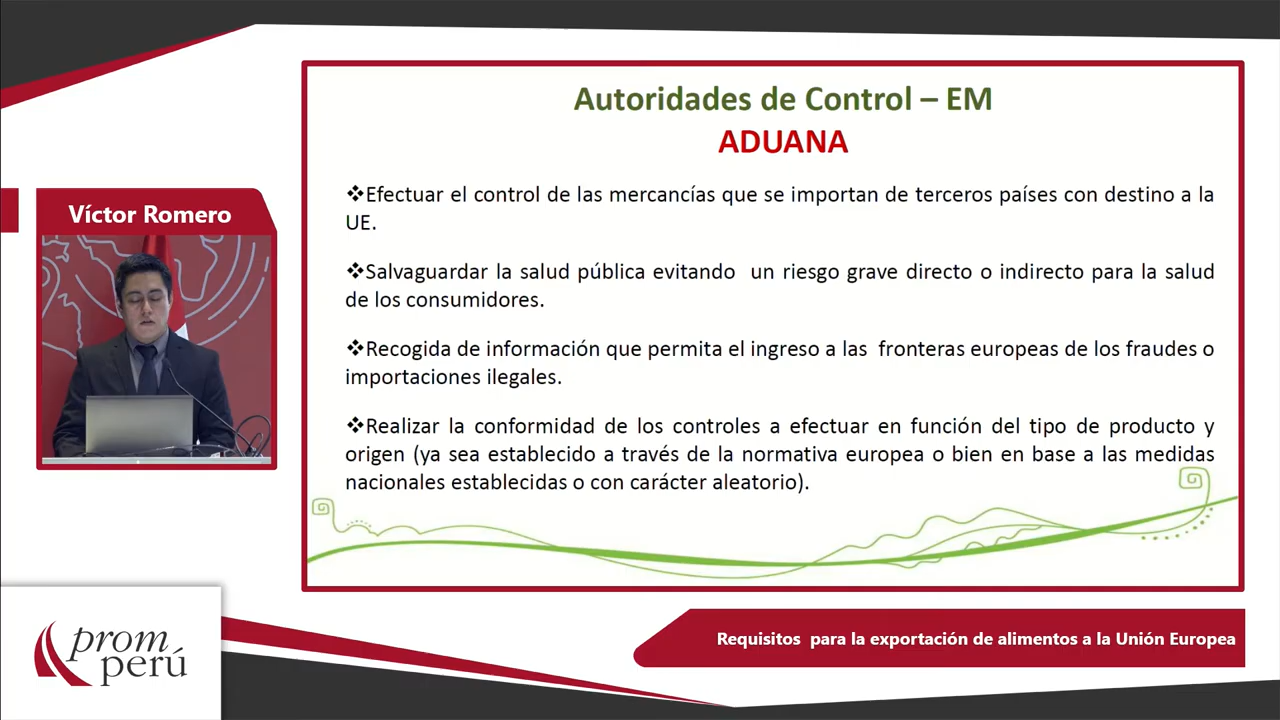 Autoridades de Control – EM
ADUANA
Víctor Romero
❖Efectuar el control de las mercancías que se importan de terceros países con destino a la
UE.
❖Salvaguardar la salud pública evitando un riesgo grave directo o indirecto para la salud
de los consumidores.
❖Recogida de información que permita el ingreso a las fronteras europeas de los fraudes o
importaciones ilegales.
❖Realizar la conformidad de los controles a efectuar en función del tipo de producto y
origen (ya sea establecido a través de la normativa europea o bien en base a las medidas
nacionales establecidas o con carácter aleatorio).
prom
perú
Requisitos para la exportación de alimentos a la Unión Europea